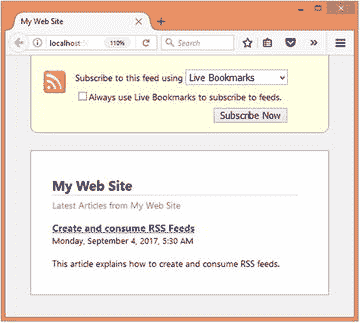 My Web Site
localhost:5
110%
Search
Subscribe to this feed using Live Bookmarks
Always use Live Bookmarks to subscribe to feeds.
Subscribe Now
My Web Site
Latest Articles from My Web Site
Create and consume RSS Feeds
Monday, September 4, 2017, 5:30 AM
This article explains how to create and consume RSS feeds.